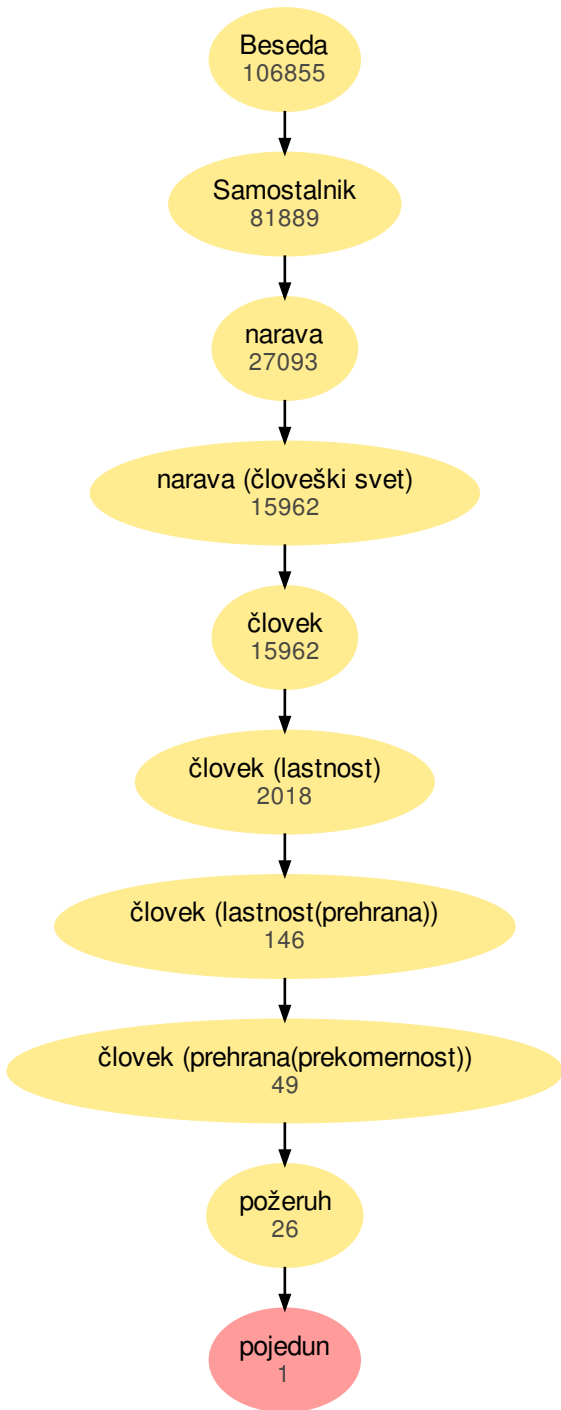 Beseda
106855
Samostalnik
81889
narava
27093
narava (človeški svet)
15962
človek
15962
človek (lastnost)
2018
človek (lastnost(prehrana))
146
človek (prehrana(prekomernost))
49
požeruh
26
pojedun
1